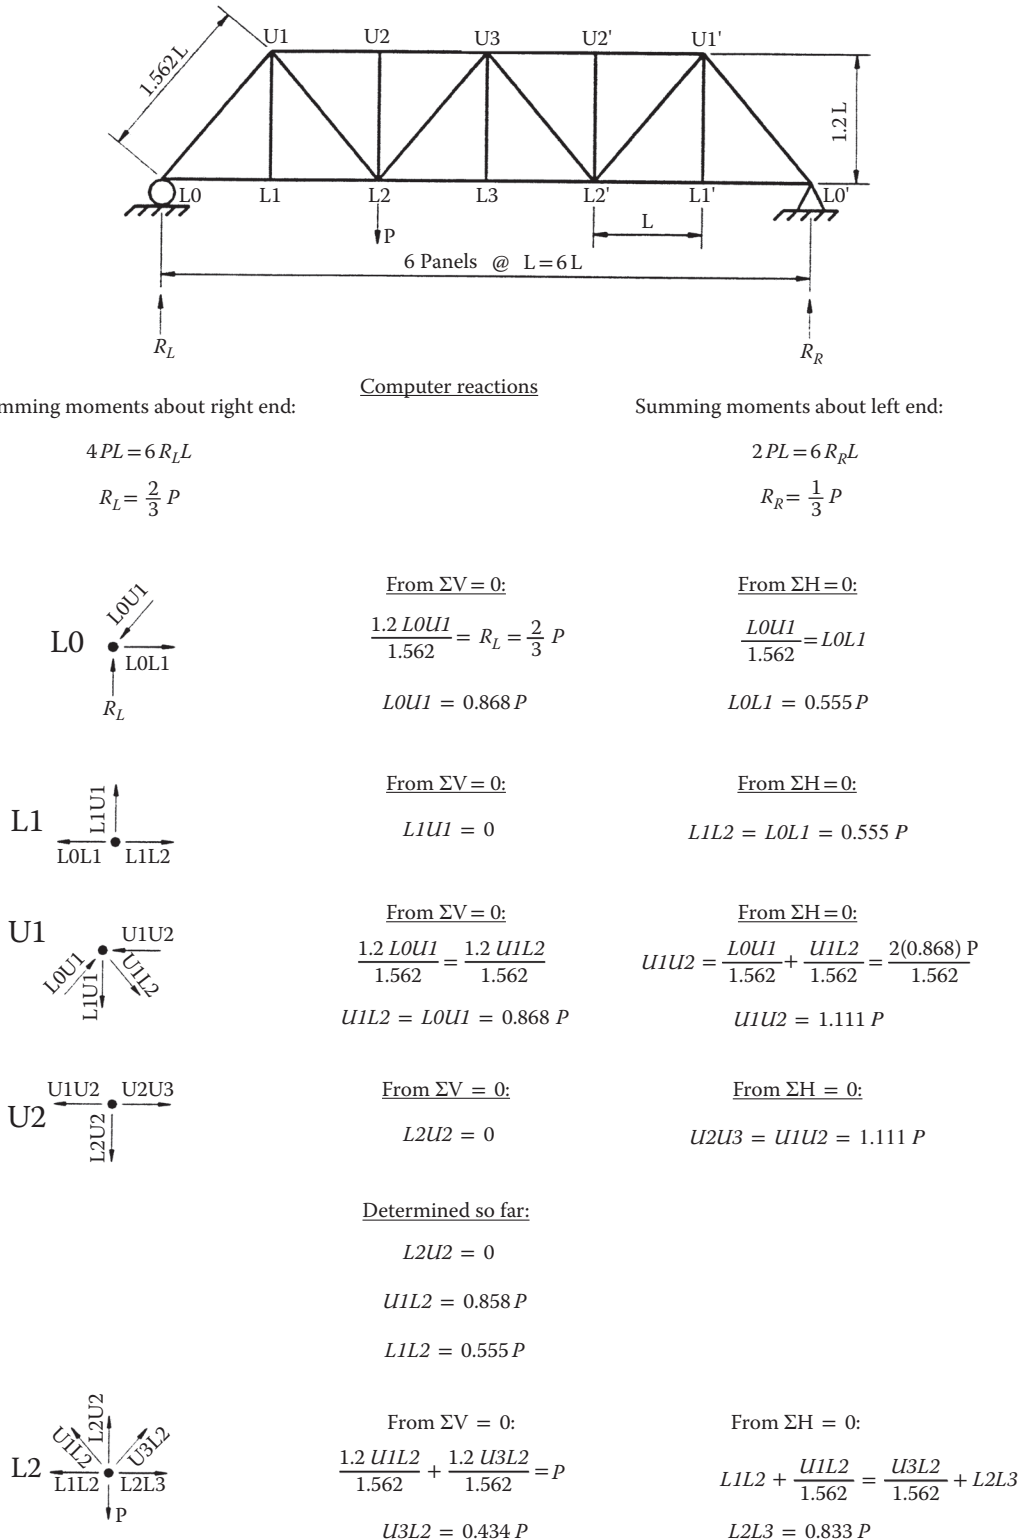 U1 U2 U3 U2' U1'
1.562 L
1.2 L
L0 L1 L2 L3 L2' L1' L0'
P
L
6 Panels @ L = 6 L
R_L
R_R
Computer reactions
mming moments about right end:
Summing moments about left end:
4 PL = 6 R_L L
2 PL = 6 R_R L
R_L = 2/3 P
R_R = 1/3 P
L0
L0U1
L0L1
R_L
From ΣV = 0:
From ΣH = 0:
1.2 L0U1/1.562 = R_L = 2/3 P
L0U1/1.562 = L0L1
L0U1 = 0.868 P
L0L1 = 0.555 P
L1
L1U1
L0L1 L1L2
From ΣV = 0:
From ΣH = 0:
L1U1 = 0
L1L2 = L0L1 = 0.555 P
U1
U1U2
L0U1
L1U1
U1L2
From ΣV = 0:
From ΣH = 0:
1.2 L0U1/1.562 = 1.2 U1L2/1.562
U1U2 = L0U1/1.562 + U1L2/1.562 = 2(0.868) P/1.562
U1L2 = L0U1 = 0.868 P
U1U2 = 1.111 P
U2
U1U2 U2U3
L2U2
From ΣV = 0:
From ΣH = 0:
L2U2 = 0
U2U3 = U1U2 = 1.111 P
Determined so far:
L2U2 = 0
U1L2 = 0.858 P
L1L2 = 0.555 P
L2
U1L2
L2U2
U3L2
L1L2 L2L3
P
From ΣV = 0:
From ΣH = 0:
1.2 U1L2/1.562 + 1.2 U3L2/1.562 = P
L1L2 + U1L2/1.562 = U3L2/1.562 + L2L3
U3L2 = 0.434 P
L2L3 = 0.833 P